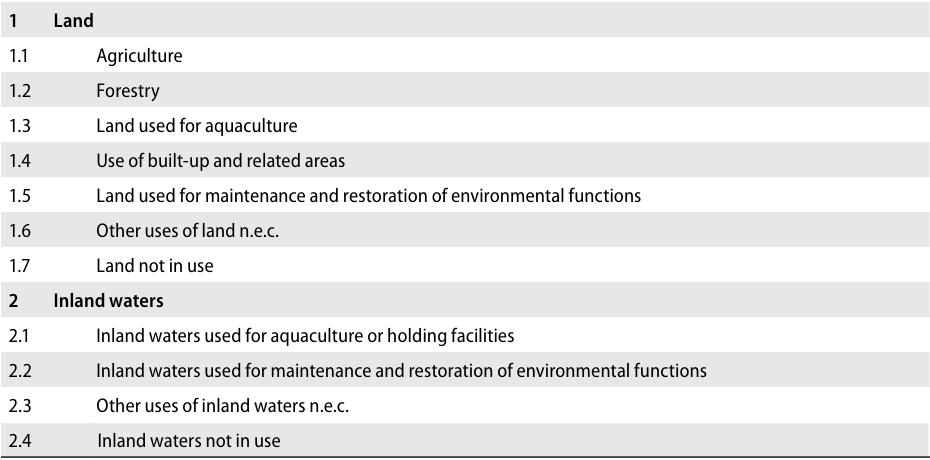 1 Land
1.1 Agriculture
1.2 Forestry
1.3 Land used for aquaculture
1.4 Use of built-up and related areas
1.5 Land used for maintenance and restoration of environmental functions
1.6 Other uses of land n.e.c.
1.7 Land not in use
2 Inland waters
2.1 Inland waters used for aquaculture or holding facilities
2.2 Inland waters used for maintenance and restoration of environmental functions
2.3 Other uses of inland waters n.e.c.
2.4 Inland waters not in use